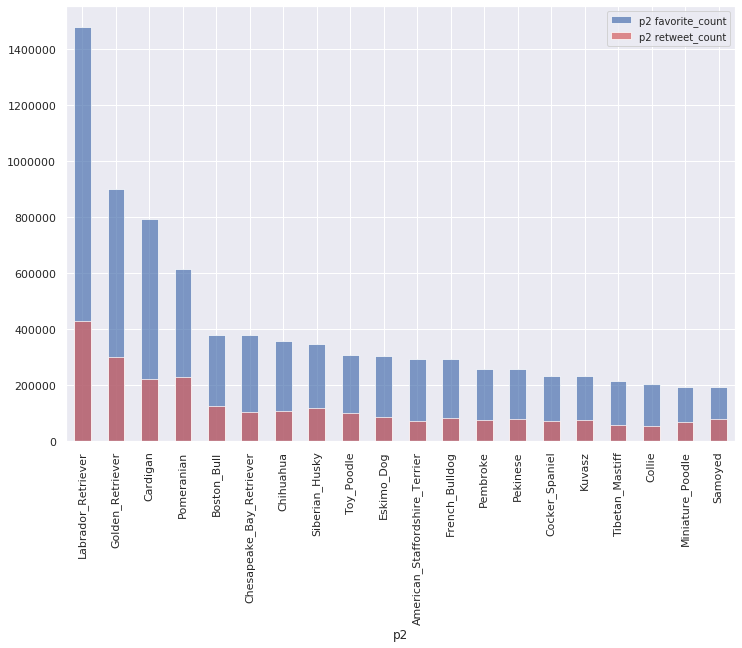 p2 favorite_count
p2 retweet_count
1400000
1200000
1000000
800000
600000
400000
200000
0
Labrador_Retriever
Golden_Retriever
Cardigan
Pomeranian
Boston_Bull
Chesapeake_Bay_Retriever
Chihuahua
Siberian_Husky
Toy_Poodle
Eskimo_Dog
American_Staffordshire_Terrier
French_Bulldog
Pembroke
Pekinese
Cocker_Spaniel
Kuvasz
Tibetan_Mastiff
Collie
Miniature_Poodle
Samoyed
p2